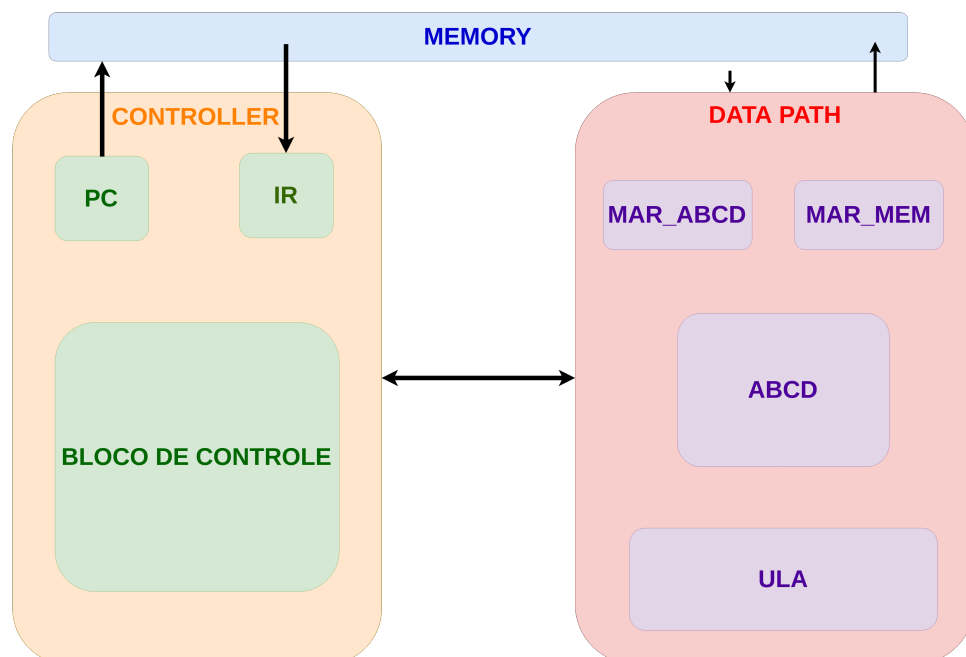 MEMORY
CONTROLLER
PC
IR
BLOCO DE CONTROLE
DATA PATH
MAR_ABCD
MAR_MEM
ABCD
ULA